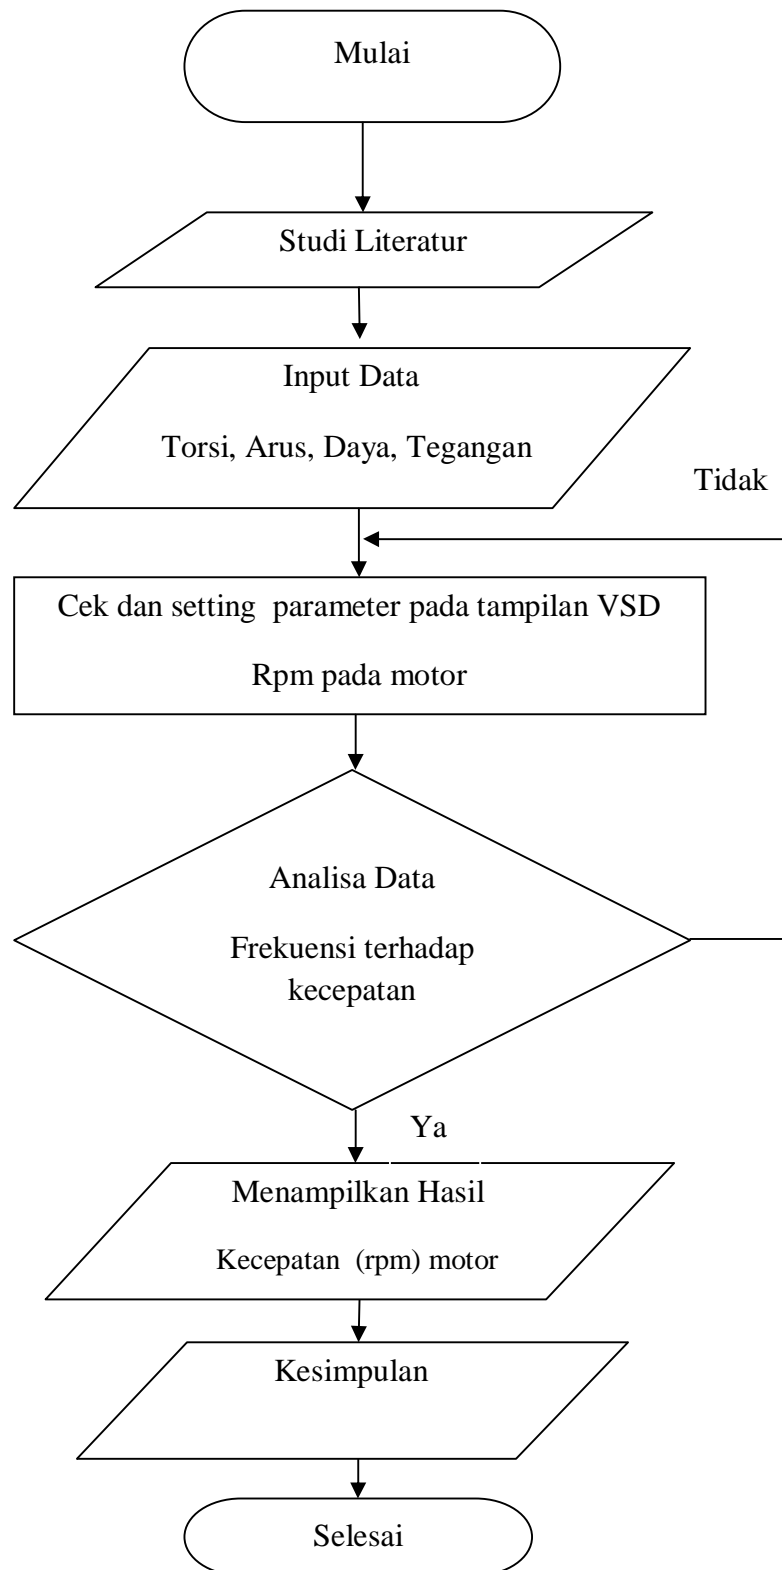 Mulai
Studi Literatur
Input Data
Torsi, Arus, Daya, Tegangan
Tidak
Cek dan setting  parameter pada tampilan VSD
Rpm pada motor
Analisa Data
Frekuensi terhadap
kecepatan
Ya
Menampilkan Hasil
Kecepatan  (rpm) motor
Kesimpulan
Selesai